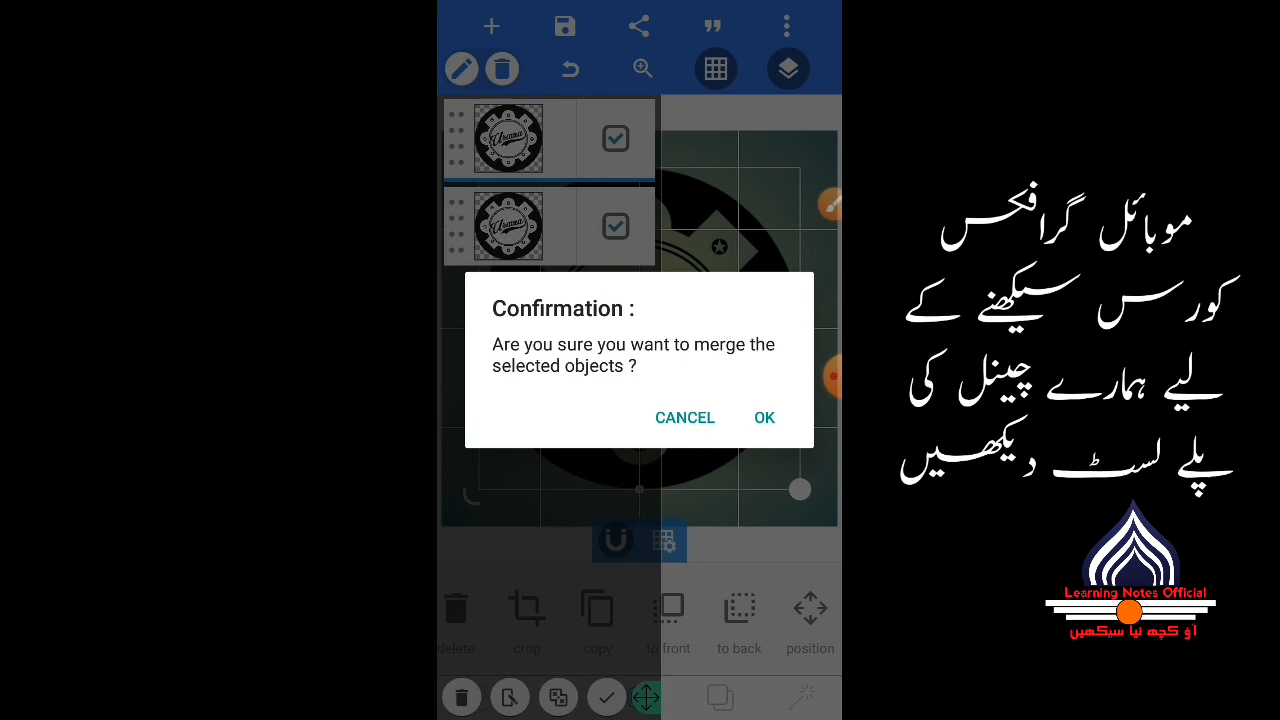 Confirmation :
Are you sure you want to merge the
selected objects ?
CANCEL
OK
delete
crop
copy
to front
to back
position
موبائل گرافکس
کورس سیکھنے کے
لیے ہمارے چینل کی
پلے لسٹ دیکھیں
Learning Notes Official
آؤ کچھ نیا سیکھیں